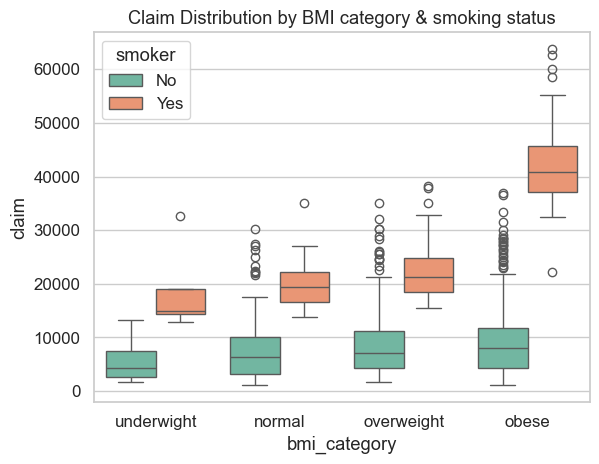 Claim Distribution by BMI category & smoking status
smoker
No
Yes
60000
50000
40000
30000
20000
10000
0
claim
underwight
normal
overweight
obese
bmi_category